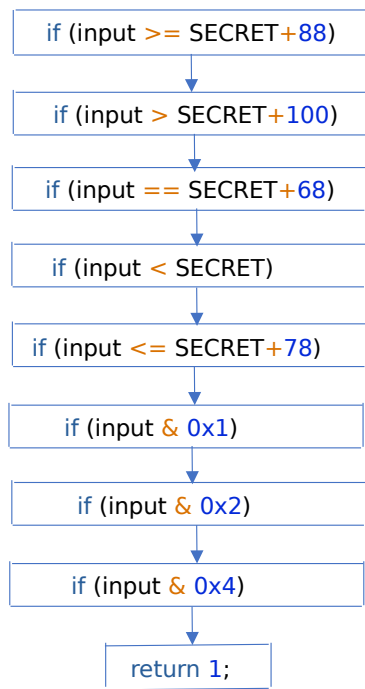 if (input >= SECRET+88)
if (input > SECRET+100)
if (input == SECRET+68)
if (input < SECRET)
if (input <= SECRET+78)
if (input & 0x1)
if (input & 0x2)
if (input & 0x4)
return 1;